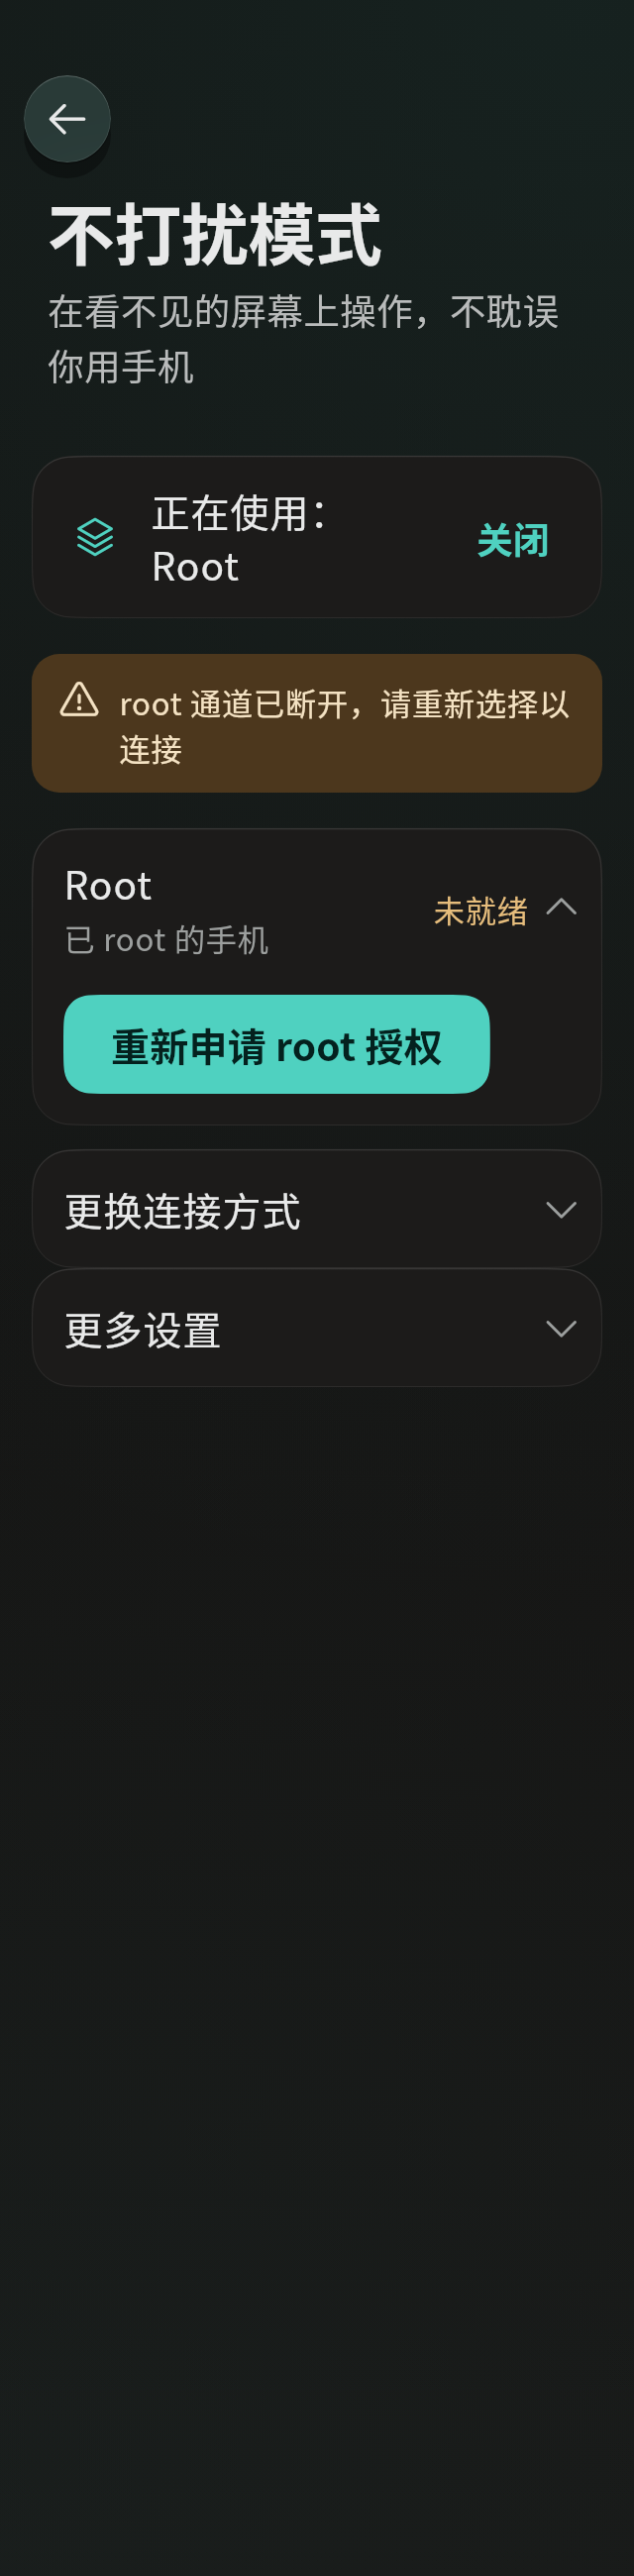 不打扰模式
在看不见的屏幕上操作，不耽误
你用手机
正在使用：
Root
关闭
root 通道已断开，请重新选择以
连接
Root
已 root 的手机
未就绪
重新申请 root 授权
更换连接方式
更多设置